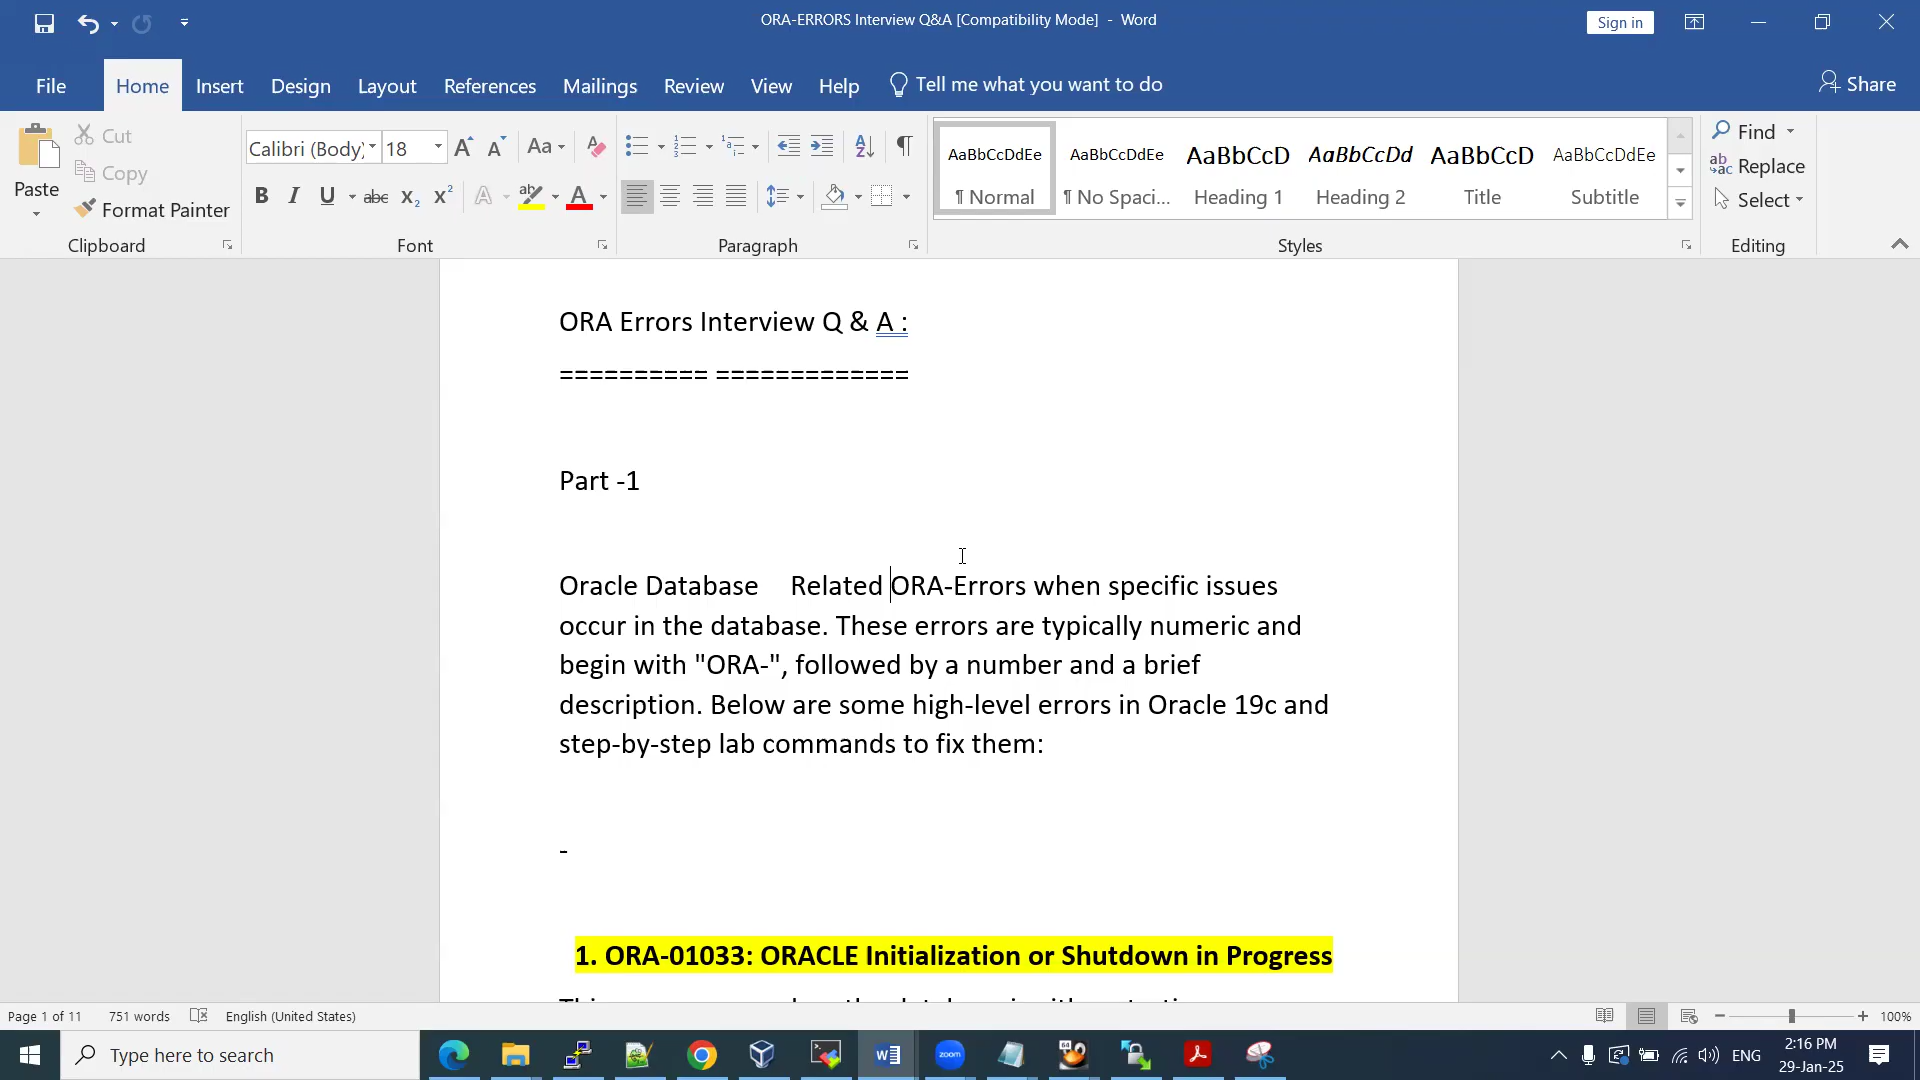 ORA-ERRORS Interview Q&A [Compatibility Mode] - Word
Sign in
File Home Insert Design Layout References Mailings Review View Help Tell me what you want to do Share
Paste
Cut
Copy
Format Painter
Clipboard
Calibri (Body) 18
Font
Paragraph
AaBbCcDdEe AaBbCcDdEe AaBbCcD AaBbCcDd AaBbCcD AaBbCcDdEe
¶ Normal ¶ No Spaci... Heading 1 Heading 2 Title Subtitle
Styles
Find
Replace
Select
Editing
ORA Errors Interview Q & A :
========== =============
Part -1
Oracle Database Related ORA-Errors when specific issues
occur in the database. These errors are typically numeric and
begin with "ORA-", followed by a number and a brief
description. Below are some high-level errors in Oracle 19c and
step-by-step lab commands to fix them:
-
1. ORA-01033: ORACLE Initialization or Shutdown in Progress
Page 1 of 11 751 words English (United States) 100%
Type here to search
zoom
ENG
2:16 PM
29-Jan-25